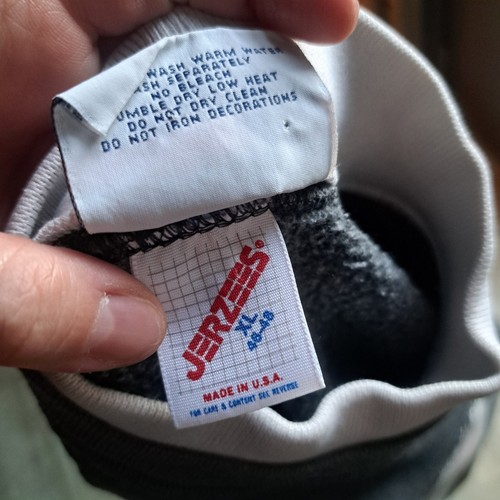 WASH WARM WATER
SEPARATELY
NO BLEACH
TUMBLE DRY LOW HEAT
DO NOT DRY CLEAN
DO NOT IRON DECORATIONS
JERZEES®
XL
46-48
MADE IN U.S.A.
FOR CARE & CONTENT SEE REVERSE